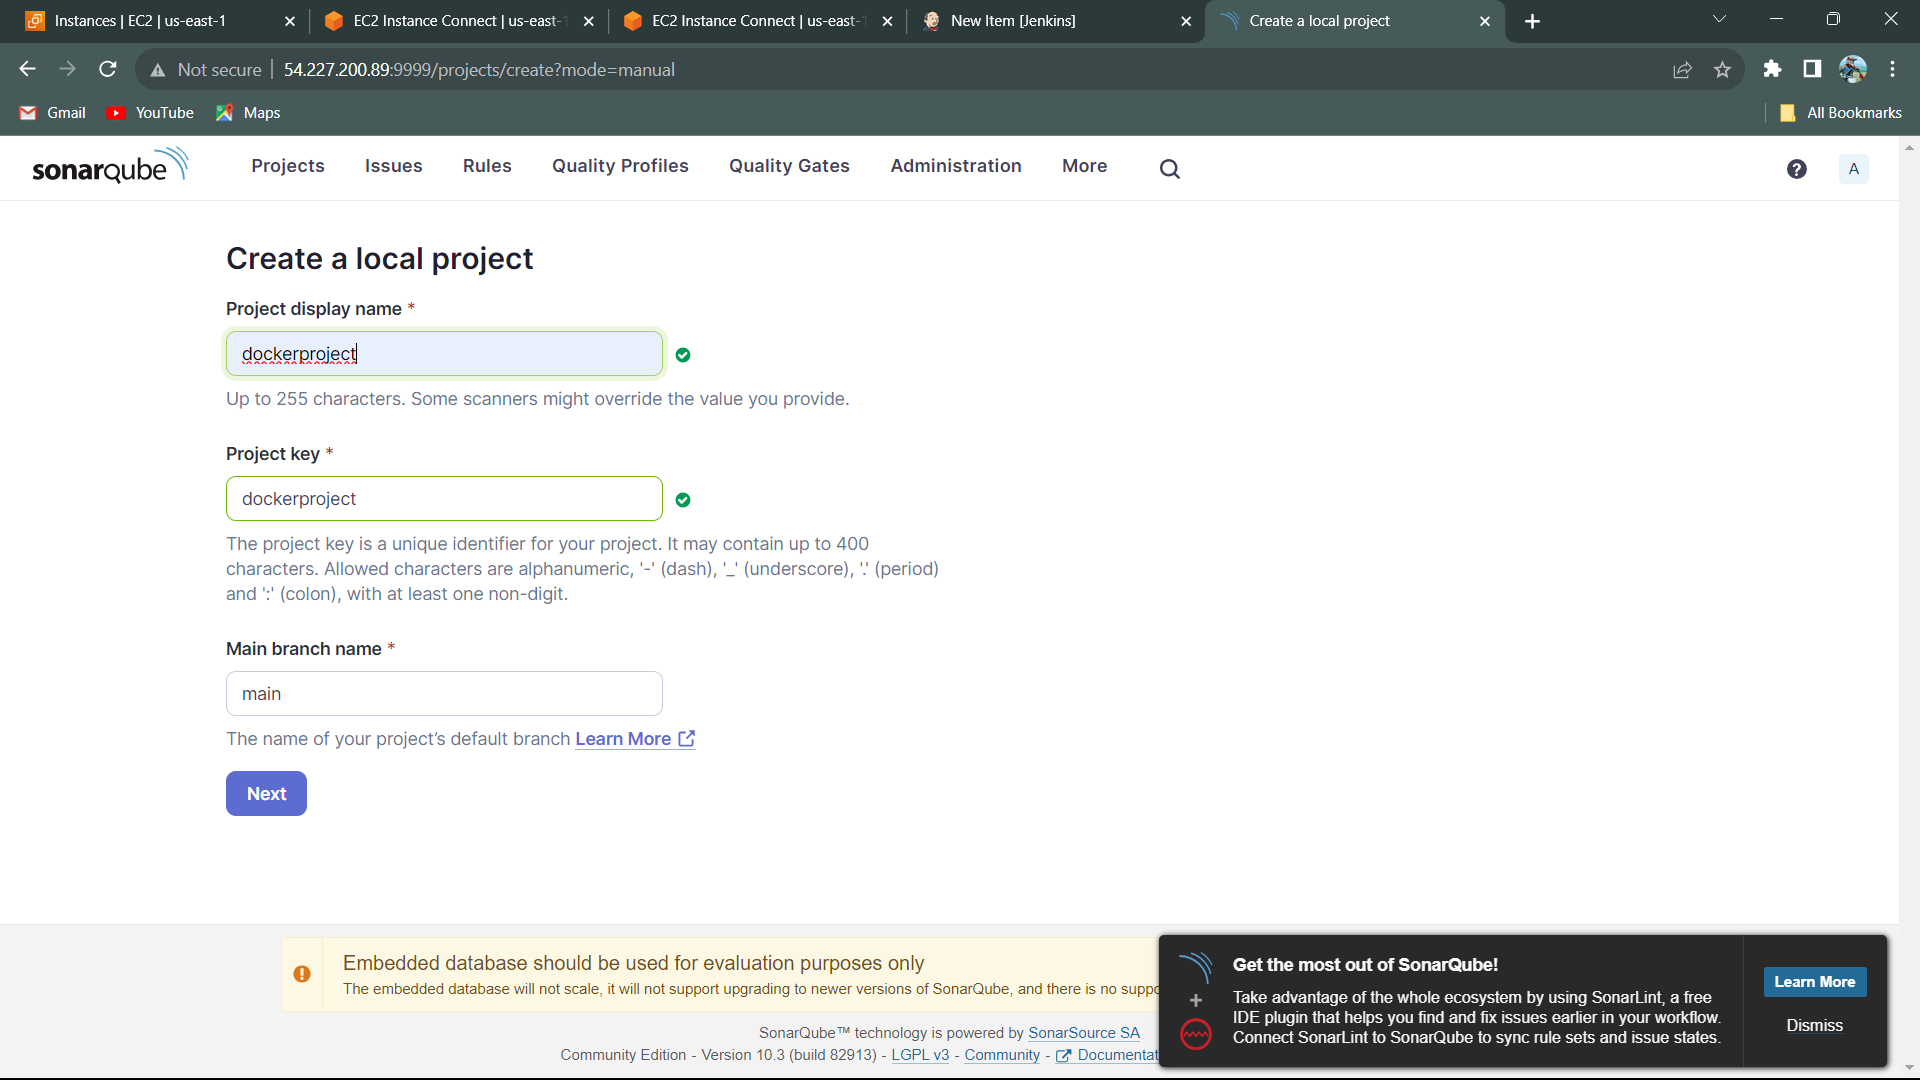 Instances | EC2 | us-east-1
EC2 Instance Connect | us-east-1
EC2 Instance Connect | us-east-1
New Item [Jenkins]
Create a local project
Not secure
54.227.200.89:9999/projects/create?mode=manual
Gmail
YouTube
Maps
All Bookmarks
sonarqube
Projects
Issues
Rules
Quality Profiles
Quality Gates
Administration
More
A
Create a local project
Project display name *
dockerproject
Up to 255 characters. Some scanners might override the value you provide.
Project key *
dockerproject
The project key is a unique identifier for your project. It may contain up to 400
characters. Allowed characters are alphanumeric, '-' (dash), '_' (underscore), '.' (period)
and ':' (colon), with at least one non-digit.
Main branch name *
main
The name of your project's default branch Learn More
Next
Embedded database should be used for evaluation purposes only
The embedded database will not scale, it will not support upgrading to newer versions of SonarQube, and there is no suppo
SonarQube™ technology is powered by SonarSource SA
Community Edition - Version 10.3 (build 82913) - LGPL v3 - Community - Documentat
Get the most out of SonarQube!
Take advantage of the whole ecosystem by using SonarLint, a free
IDE plugin that helps you find and fix issues earlier in your workflow.
Connect SonarLint to SonarQube to sync rule sets and issue states.
Learn More
Dismiss